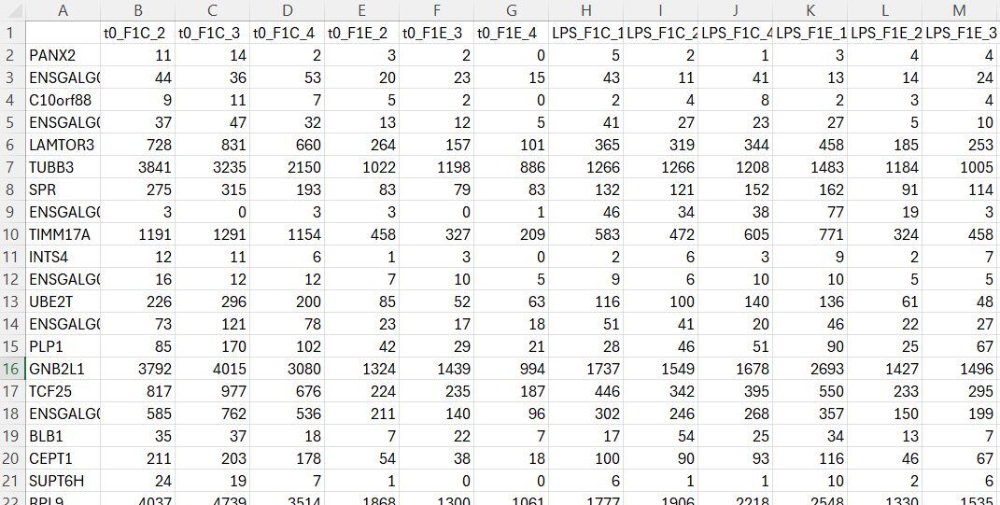 A B C D E F G H I J K L M
1 t0_F1C_2 t0_F1C_3 t0_F1C_4 t0_F1E_2 t0_F1E_3 t0_F1E_4 LPS_F1C_1 LPS_F1C_2 LPS_F1C_4 LPS_F1E_1 LPS_F1E_2 LPS_F1E_3
2 PANX2 11 14 2 3 2 0 5 2 1 3 4 4
3 ENSGALG0 44 36 53 20 23 15 43 11 41 13 14 24
4 C10orf88 9 11 7 5 2 0 2 4 8 2 3 4
5 ENSGALG0 37 47 32 13 12 5 41 27 23 27 5 10
6 LAMTOR3 728 831 660 264 157 101 365 319 344 458 185 253
7 TUBB3 3841 3235 2150 1022 1198 886 1266 1266 1208 1483 1184 1005
8 SPR 275 315 193 83 79 83 132 121 152 162 91 114
9 ENSGALG0 3 0 3 3 0 1 46 34 38 77 19 3
10 TIMM17A 1191 1291 1154 458 327 209 583 472 605 771 324 458
11 INTS4 12 11 6 1 3 0 2 6 3 9 2 7
12 ENSGALG0 16 12 12 7 10 5 9 6 10 10 5 5
13 UBE2T 226 296 200 85 52 63 116 100 140 136 61 48
14 ENSGALG0 73 121 78 23 17 18 51 41 20 46 22 27
15 PLP1 85 170 102 42 29 21 28 46 51 90 25 67
16 GNB2L1 3792 4015 3080 1324 1439 994 1737 1549 1678 2693 1427 1496
17 TCF25 817 977 676 224 235 187 446 342 395 550 233 295
18 ENSGALG0 585 762 536 211 140 96 302 246 268 357 150 199
19 BLB1 35 37 18 7 22 7 17 54 25 34 13 7
20 CEPT1 211 203 178 54 38 18 100 90 93 116 46 67
21 SUPT6H 24 19 7 1 0 0 6 1 1 10 2 6
22 RPL9 4037 4739 3514 1868 1300 1061 1777 1906 2218 2548 1330 1535